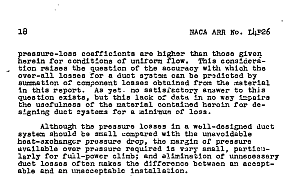 18 NACA ARR No. L4F26
pressure-loss coefficients are higher than those given
herein for conditions of uniform flow. This considera-
tion raises the question of the accuracy with which the
over-all losses for a duct system can be predicted by
summation of component losses obtained from the material
in this report. As yet no satisfactory answer to this
question exists, but this lack of data in no way impairs
the usefulness of the material contained herein for de-
signing duct systems for a minimum of loss.
Although the pressure losses in a well-designed duct
system should be small compared with the unavoidable
heat-exchanger pressure drop, the margin of pressure
available over pressure required is very small, particu-
larly for full-power climb; and elimination of unnecessary
duct losses often makes the difference between an accept-
able and an unacceptable installation.